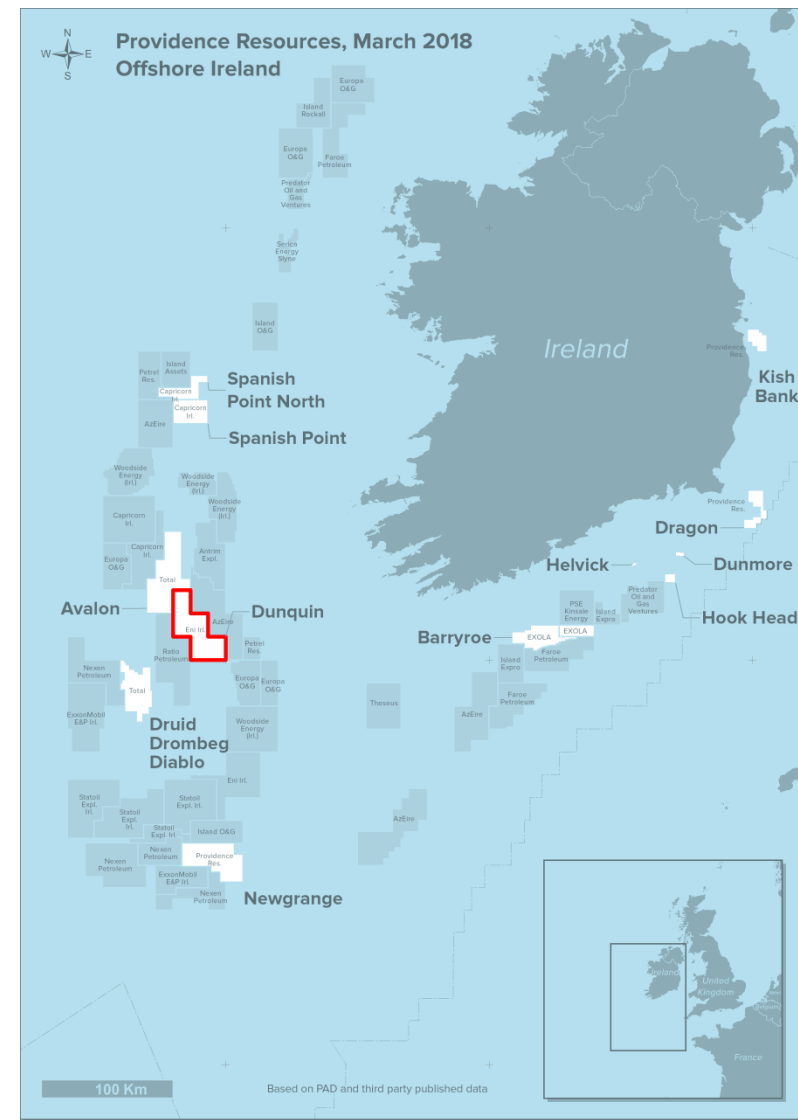 N
W
E
S
Providence Resources, March 2018
Offshore Ireland
Europa
O&G
Island
Rockall
Europa
O&G
Faroe
Petroleum
Predator
Oil and
Gas
Ventures
Serica
Energy
Slyne
Island
O&G
Ireland
Providence
Res.
Kish
Bank
Petrel
Res.
Island
Assets
Capricorn
Irl.
Capricorn
Irl.
AzEire
Spanish
Point North
Spanish Point
Woodside
Energy
(Irl.)
Woodside
Energy
(Irl.)
Woodside
Energy
(Irl.)
Capricorn
Irl.
Capricorn
Irl.
Europa
O&G
Antrim
Expl.
Total
Avalon
Eni Irl.
AzEire
Dunquin
Ratio
Petroleum
Petrel
Res.
Europa
O&G
Europa
O&G
Nexen
Petroleum
Total
ExxonMobil
E&P Irl.
Druid
Drombeg
Diablo
Woodside
Energy
(Irl.)
Eni Irl.
Providence
Res.
Dragon
Helvick
Dunmore
Hook Head
Predator
Oil and
Gas
Ventures
PSE
Kinsale
Energy
Island
Expro
Barryroe
EXOLA
EXOLA
Island
Expro
Faroe
Petroleum
Faroe
Petroleum
AzEire
Theseus
AzEire
Statoil
Expl.
Irl.
Statoil
Expl.
Irl.
Statoil
Expl. Irl.
Statoil
Expl. Irl.
Island O&G
Nexen
Petroleum
Nexen
Petroleum
Providence
Res.
ExxonMobil
E&P Irl.
Nexen
Petroleum
Newgrange
Ireland
United
Kingdom
Belgium
France
100 Km
Based on PAD and third party published data